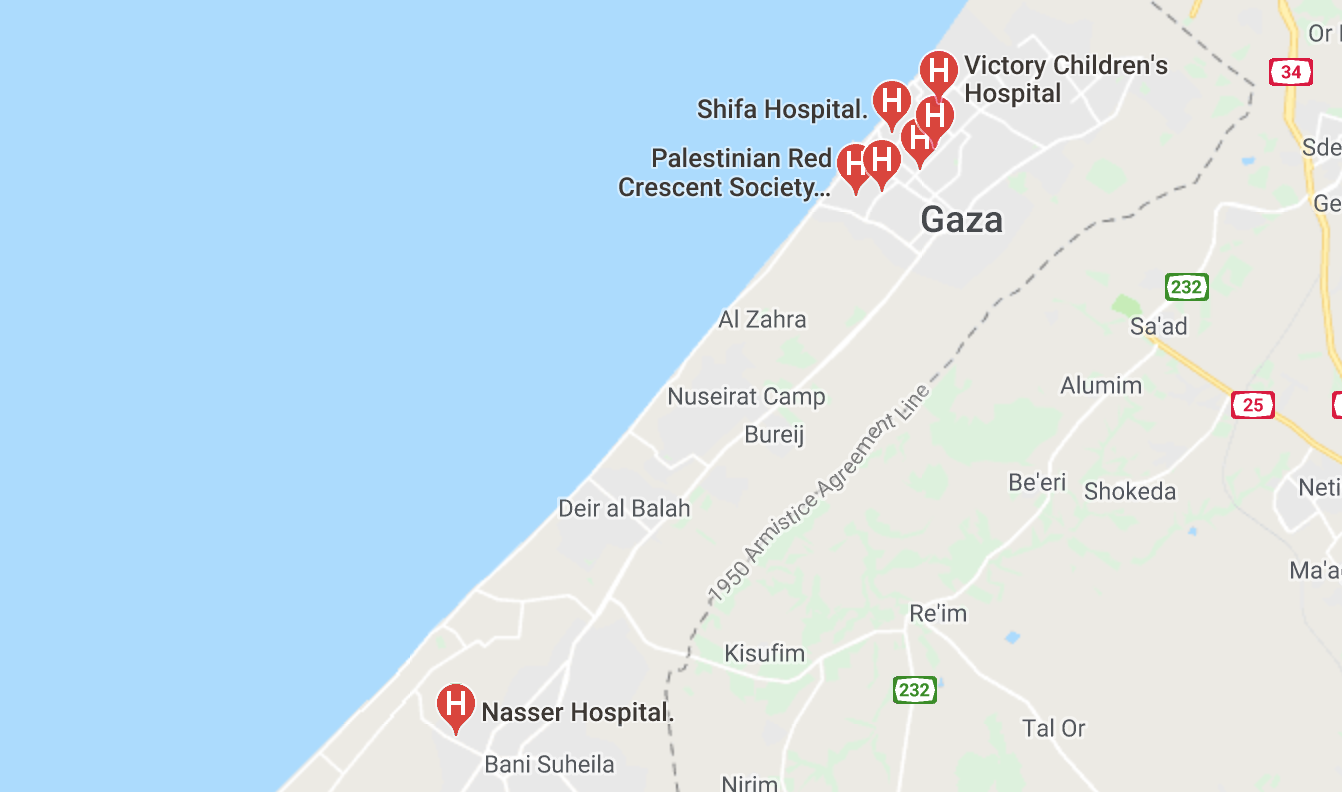 Or
34
Victory Children's
Hospital
Shifa Hospital.
H
H
H
H
H
H
Palestinian Red
Crescent Society...
Sde
Ge
Gaza
232
Al Zahra
Sa'ad
Alumim
Nuseirat Camp
25
1950 Armistice Agreement Line
Bureij
Be'eri
Shokeda
Neti
Deir al Balah
Ma'a
Re'im
Kisufim
232
H
Nasser Hospital.
Tal Or
Bani Suheila
Nirim